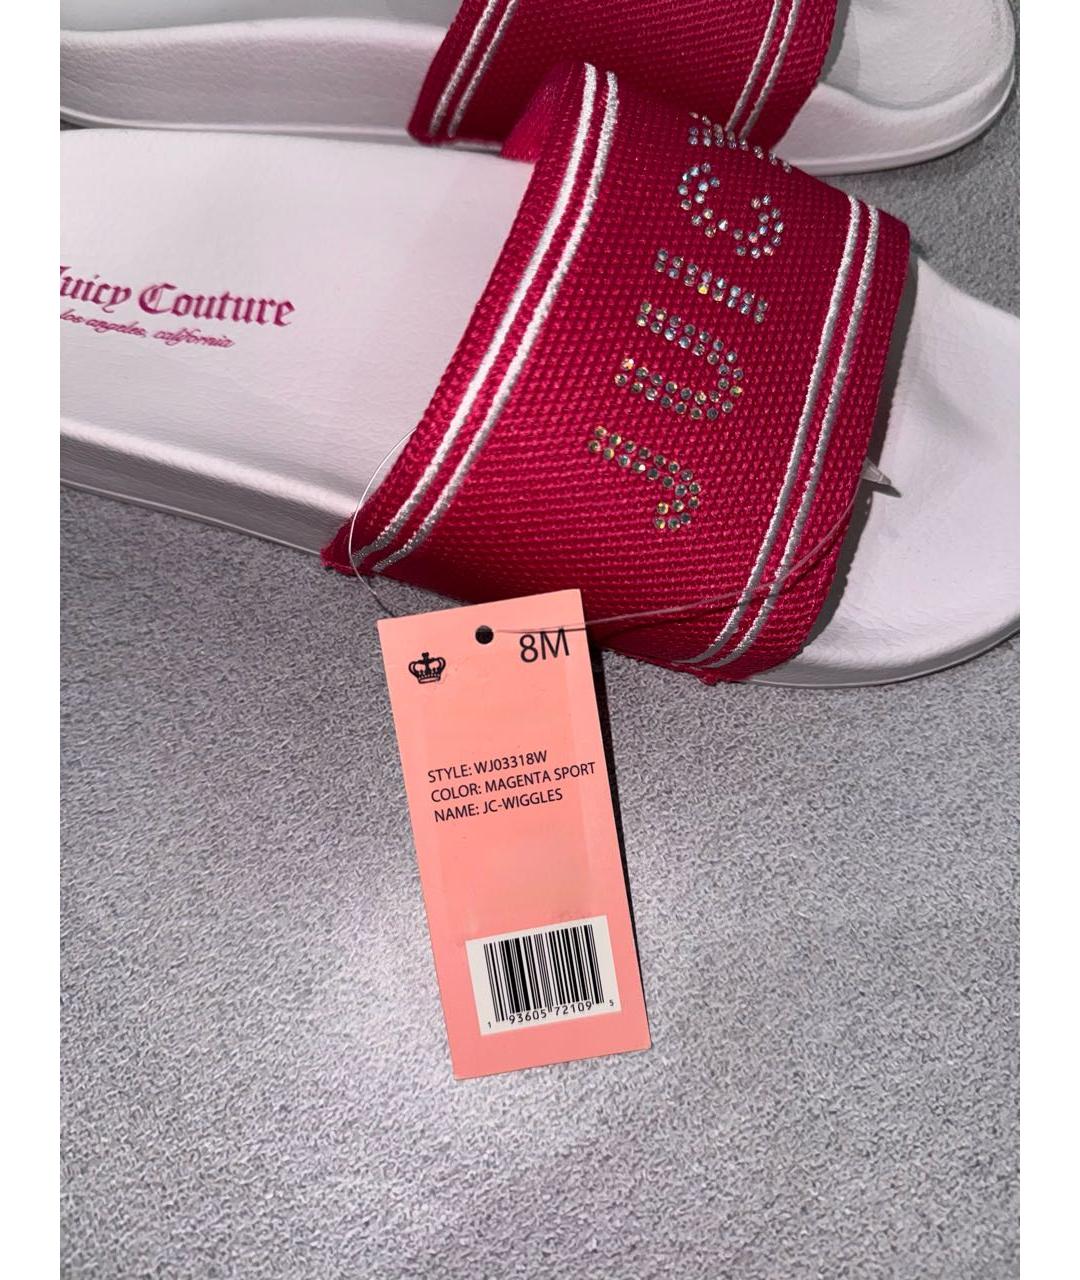 Juicy Couture
los angeles, california
JUICY
8M
STYLE: WJ03318W
COLOR: MAGENTA SPORT
NAME: JC-WIGGLES
1 93605 72109 5